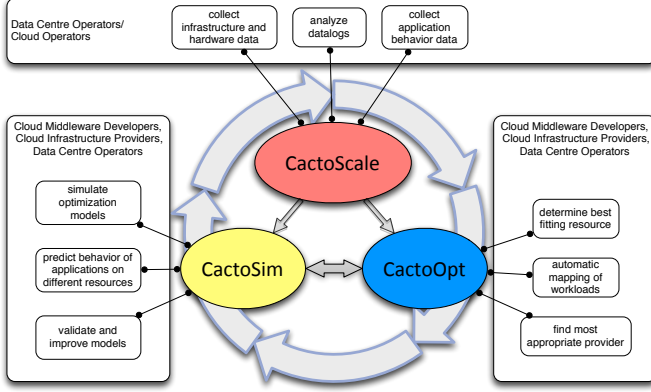 Data Centre Operators/
Cloud Operators
collect
infrastructure and
hardware data
analyze
datalogs
collect
application
behavior data
Cloud Middleware Developers,
Cloud Infrastructure Providers,
Data Centre Operators
simulate
optimization
models
predict behavior of
applications on
different resources
validate and
improve models
CactoScale
CactoSim
CactoOpt
Cloud Middleware Developers,
Cloud Infrastructure Providers,
Data Centre Operators
determine best
fitting resource
automatic
mapping of
workloads
find most
appropriate provider